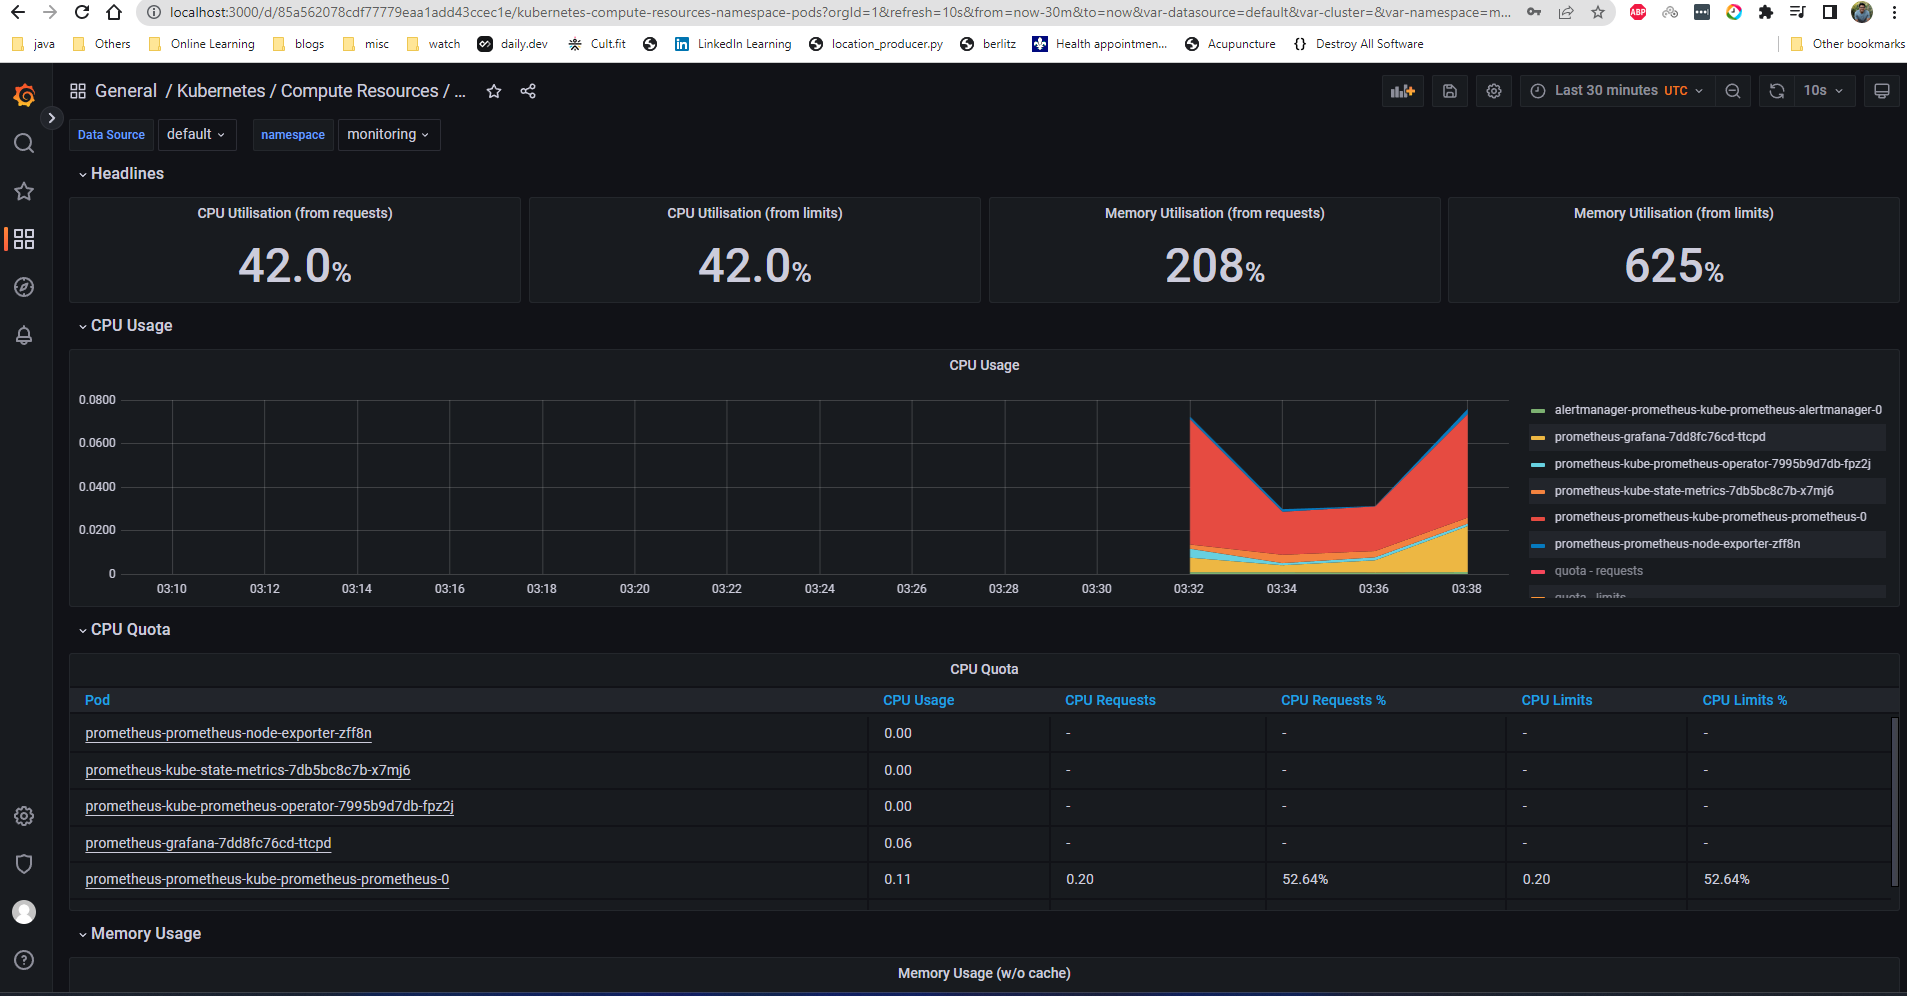 localhost:3000/d/85a562078cdf77779eaa1add43ccec1e/kubernetes-compute-resources-namespace-pods?orgId=1&refresh=10s&from=now-30m&to=now&var-datasource=default&var-cluster=&var-namespace=m...
ABP
java Others Online Learning blogs misc watch daily.dev Cult.fit LinkedIn Learning location_producer.py berlitz Health appointmen... Acupuncture Destroy All Software Other bookmarks
General / Kubernetes / Compute Resources / ... Last 30 minutes UTC 10s
Data Source default namespace monitoring
Headlines
CPU Utilisation (from requests) CPU Utilisation (from limits) Memory Utilisation (from requests) Memory Utilisation (from limits)
42.0% 42.0% 208% 625%
CPU Usage
CPU Usage
0.0800
0.0600
0.0400
0.0200
0
03:10 03:12 03:14 03:16 03:18 03:20 03:22 03:24 03:26 03:28 03:30 03:32 03:34 03:36 03:38
alertmanager-prometheus-kube-prometheus-alertmanager-0
prometheus-grafana-7dd8fc76cd-ttcpd
prometheus-kube-prometheus-operator-7995b9d7db-fpz2j
prometheus-kube-state-metrics-7db5bc8c7b-x7mj6
prometheus-prometheus-kube-prometheus-prometheus-0
prometheus-prometheus-node-exporter-zff8n
quota - requests
quota - limits
CPU Quota
CPU Quota
Pod CPU Usage CPU Requests CPU Requests % CPU Limits CPU Limits %
prometheus-prometheus-node-exporter-zff8n 0.00 - - - -
prometheus-kube-state-metrics-7db5bc8c7b-x7mj6 0.00 - - - -
prometheus-kube-prometheus-operator-7995b9d7db-fpz2j 0.00 - - - -
prometheus-grafana-7dd8fc76cd-ttcpd 0.06 - - - -
prometheus-prometheus-kube-prometheus-prometheus-0 0.11 0.20 52.64% 0.20 52.64%
Memory Usage
Memory Usage (w/o cache)